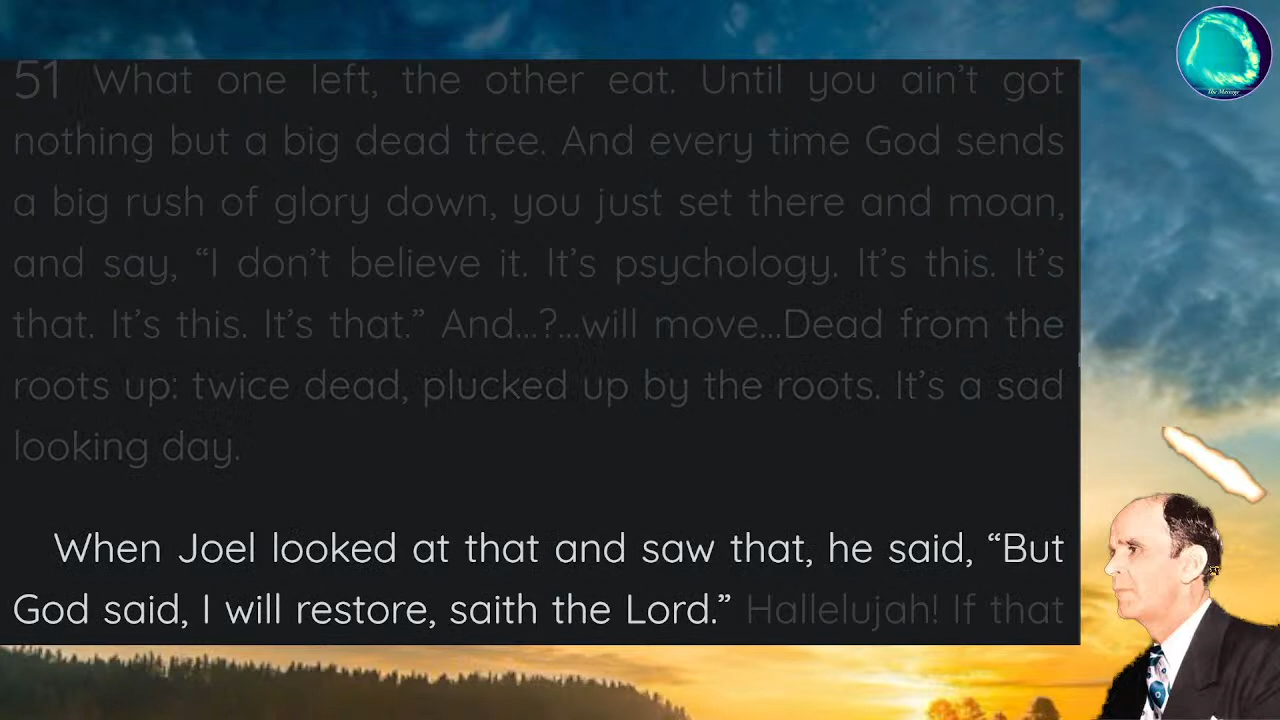 51 What one left, the other eat. Until you ain’t got
nothing but a big dead tree. And every time God sends
a big rush of glory down, you just set there and moan,
and say, “I don’t believe it. It’s psychology. It’s this. It’s
that. It’s this. It’s that.” And...?...will move...Dead from the
roots up: twice dead, plucked up by the roots. It’s a sad
looking day.
When Joel looked at that and saw that, he said, “But
God said, I will restore, saith the Lord.” Hallelujah! If that
The Message